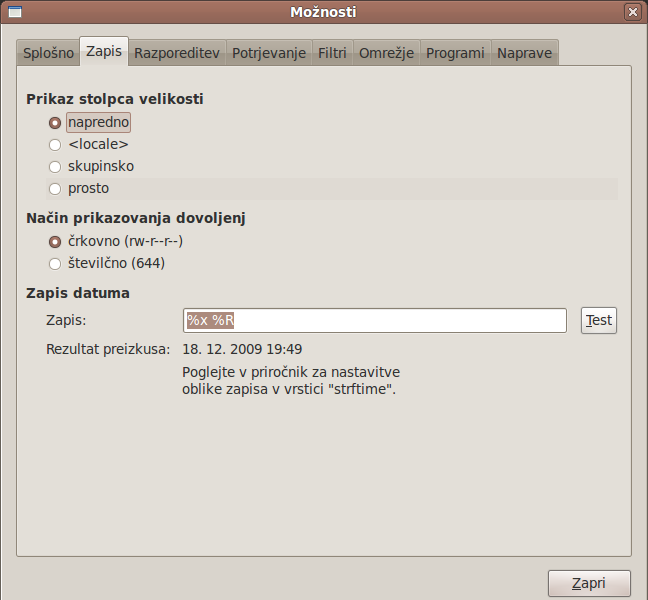 Možnosti
Splošno Zapis Razporeditev Potrjevanje Filtri Omrežje Programi Naprave
Prikaz stolpca velikosti
napredno
<locale>
skupinsko
prosto
Način prikazovanja dovoljenj
črkovno (rw-r--r--)
številčno (644)
Zapis datuma
Zapis: %x %R Test
Rezultat preizkusa: 18. 12. 2009 19:49
Poglejte v priročnik za nastavitve
oblike zapisa v vrstici "strftime".
Zapri